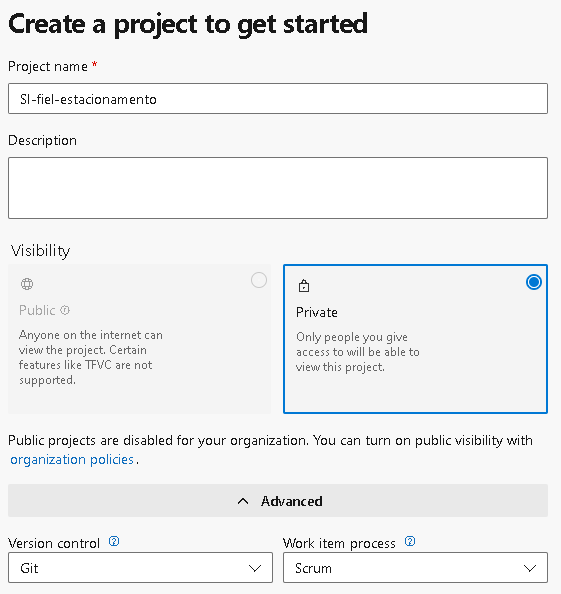 Create a project to get started
Project name *
SI-fiel-estacionamento
Description
Visibility
Public
Anyone on the internet can
view the project. Certain
features like TFVC are not
supported.
Private
Only people you give
access to will be able to
view this project.
Public projects are disabled for your organization. You can turn on public visibility with
organization policies.
Advanced
Version control
Git
Work item process
Scrum